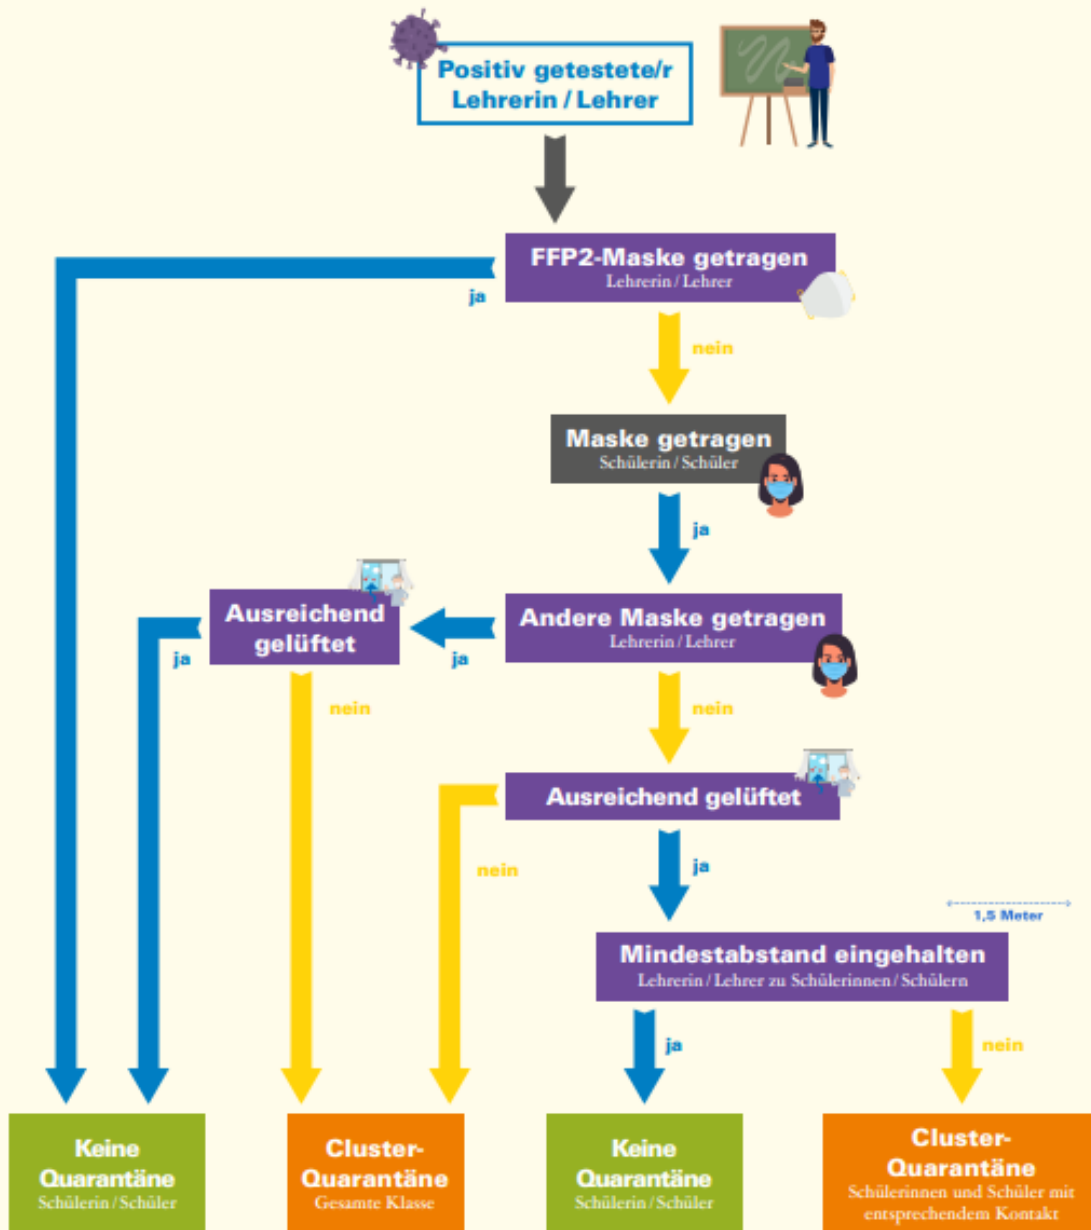 Positiv getestete/r
Lehrerin / Lehrer
FFP2-Maske getragen
Lehrerin / Lehrer
ja
nein
Maske getragen
Schülerin / Schüler
ja
Ausreichend
gelüftet
Andere Maske getragen
Lehrerin / Lehrer
ja
ja
nein
nein
Ausreichend gelüftet
nein
ja
1,5 Meter
Mindestabstand eingehalten
Lehrerin / Lehrer zu Schülerinnen / Schülern
ja
nein
Keine
Quarantäne
Schülerin / Schüler
Cluster-
Quarantäne
Gesamte Klasse
Keine
Quarantäne
Schülerin / Schüler
Cluster-
Quarantäne
Schülerinnen und Schüler mit
entsprechendem Kontakt